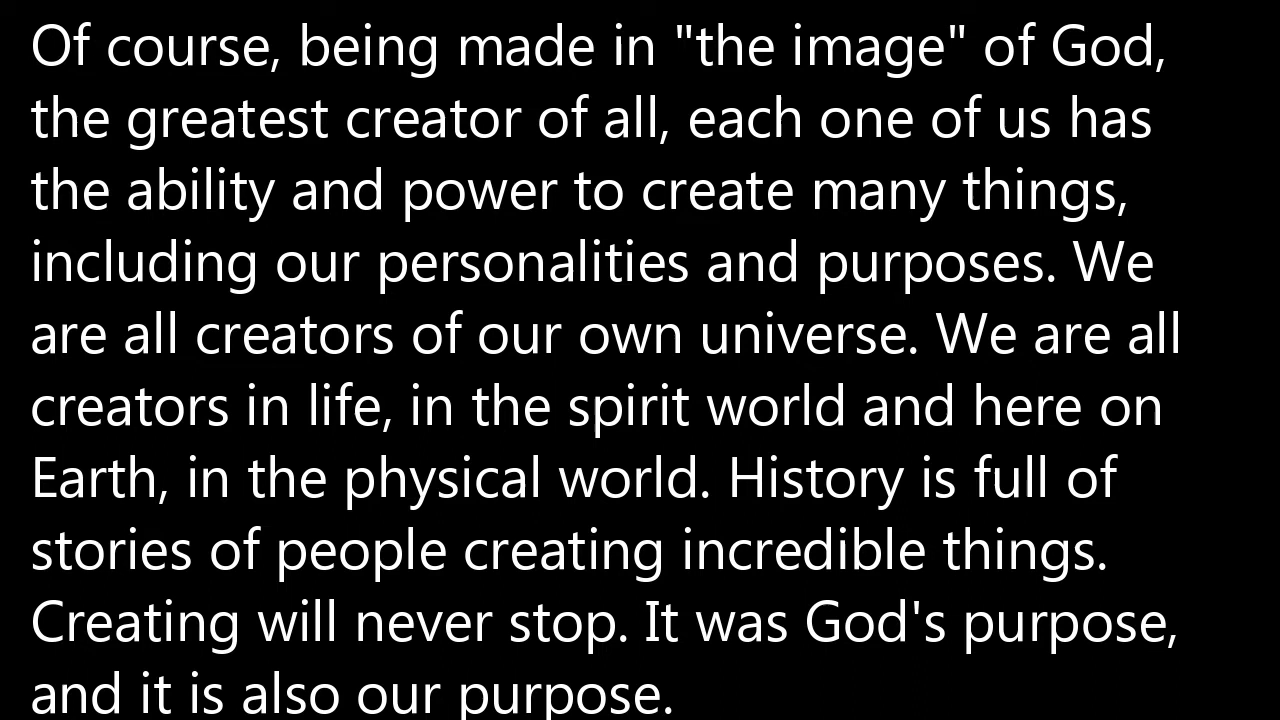 Of course, being made in "the image" of God,
the greatest creator of all, each one of us has
the ability and power to create many things,
including our personalities and purposes. We
are all creators of our own universe. We are all
creators in life, in the spirit world and here on
Earth, in the physical world. History is full of
stories of people creating incredible things.
Creating will never stop. It was God's purpose,
and it is also our purpose.